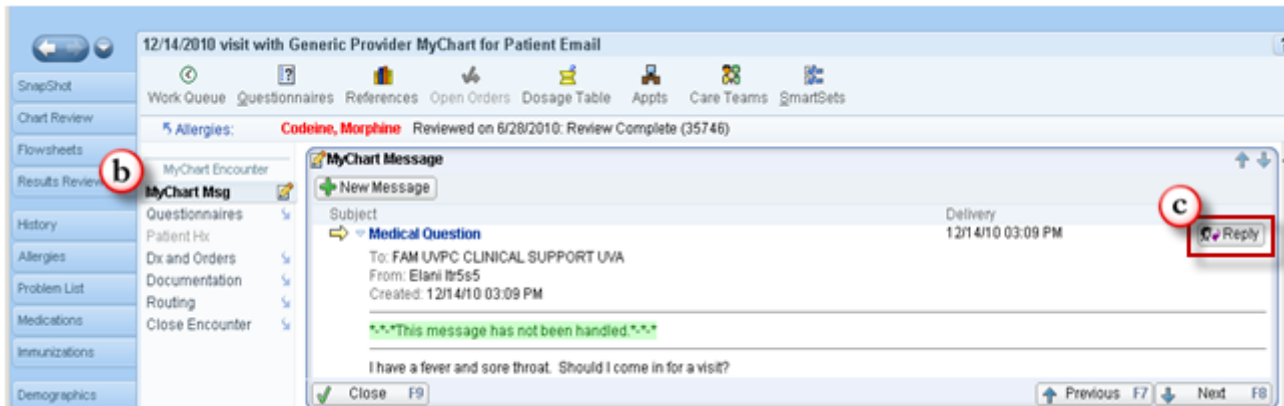 12/14/2010 visit with Generic Provider MyChart for Patient Email
?
Work Queue Questionnaires References Open Orders Dosage Table Appts Care Teams SmartSets
Allergies: Codeine, Morphine Reviewed on 6/28/2010: Review Complete (35746)
SnapShot
Chart Review
Flowsheets
Results Review
History
Allergies
Problem List
Medications
Immunizations
Demographics
b
MyChart Encounter
MyChart Msg
Questionnaires
Patient Hx
Dx and Orders
Documentation
Routing
Close Encounter
MyChart Message
New Message
Subject Delivery
Medical Question 12/14/10 03:09 PM
c
Reply
To: FAM UVPC CLINICAL SUPPORT UVA
From: Elani Itr5s5
Created: 12/14/10 03:09 PM
*-*-*This message has not been handled.*-*-*
I have a fever and sore throat. Should I come in for a visit?
Close F9 Previous F7 Next F8